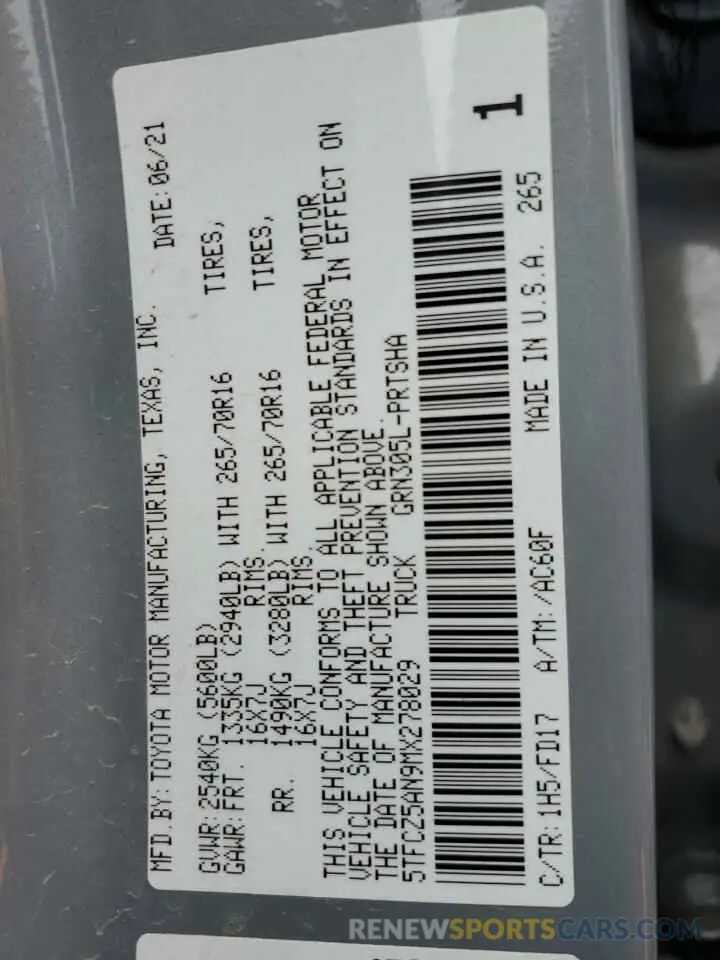 MFD. BY: TOYOTA MOTOR MANUFACTURING, TEXAS, INC. DATE: 06/21
GVWR: 2540KG (5600LB)
GAWR: FRT. 1335KG (2940LB) WITH 265/70R16 TIRES,
16X7J RIMS.
RR. 1490KG (3280LB) WITH 265/70R16 TIRES,
16X7J RIMS.
THIS VEHICLE CONFORMS TO ALL APPLICABLE FEDERAL MOTOR
VEHICLE SAFETY AND THEFT PREVENTION STANDARDS IN EFFECT ON
THE DATE OF MANUFACTURE SHOWN ABOVE.
5TFCZ5AN9MX278029 TRUCK GRN305L-PRTSHA
1
C/TR: 1H5/FD17 A/TM: /AC60F MADE IN U.S.A. 265
RENEWSPORTSCARS.COM